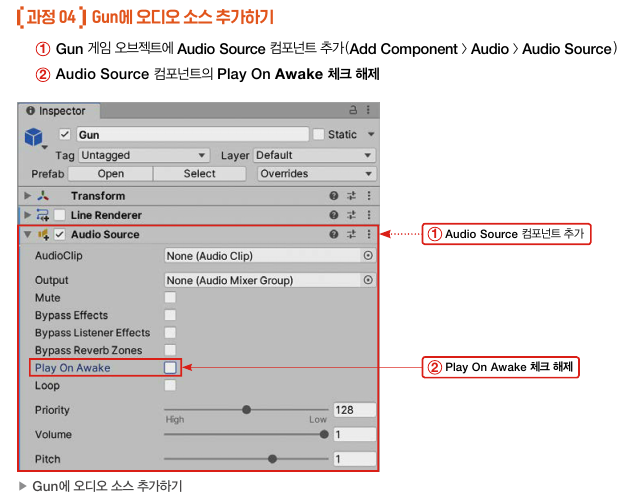 [과정 04] Gun에 오디오 소스 추가하기
① Gun 게임 오브젝트에 Audio Source 컴포넌트 추가(Add Component > Audio > Audio Source)
② Audio Source 컴포넌트의 Play On Awake 체크 해제
Inspector
Gun Static
Tag Untagged Layer Default
Prefab Open Select Overrides
Transform
Line Renderer
Audio Source
① Audio Source 컴포넌트 추가
AudioClip None (Audio Clip)
Output None (Audio Mixer Group)
Mute
Bypass Effects
Bypass Listener Effects
Bypass Reverb Zones
Play On Awake
② Play On Awake 체크 해제
Loop
Priority 128
High Low
Volume 1
Pitch 1
▶ Gun에 오디오 소스 추가하기